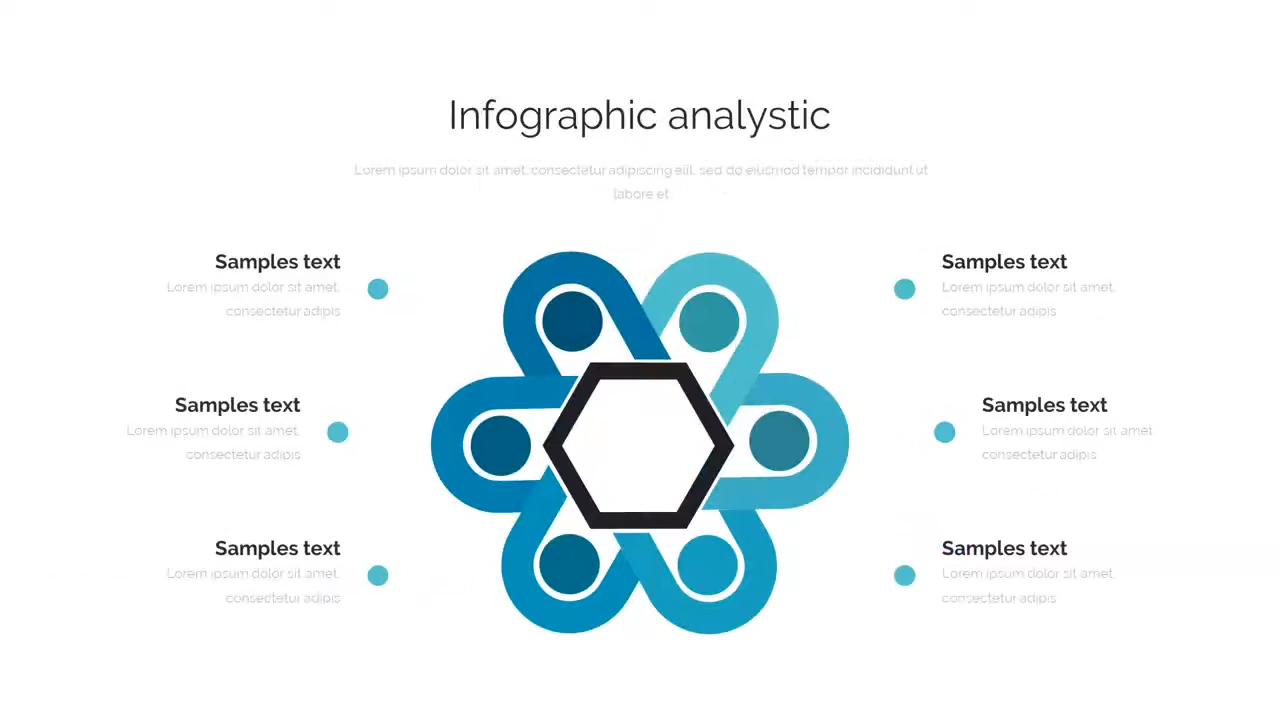 Infographic analystic
Lorem ipsum dolor sit amet, consectetur adipiscing elit, sed do eiusmod tempor incididunt ut
labore et
Samples text
Lorem ipsum dolor sit amet,
consectetur adipis
Samples text
Lorem ipsum dolor sit amet,
consectetur adipis
Samples text
Lorem ipsum dolor sit amet,
consectetur adipis
Samples text
Lorem ipsum dolor sit amet,
consectetur adipis
Samples text
Lorem ipsum dolor sit amet
consectetur adipis
Samples text
Lorem ipsum dolor sit amet,
consectetur adipis